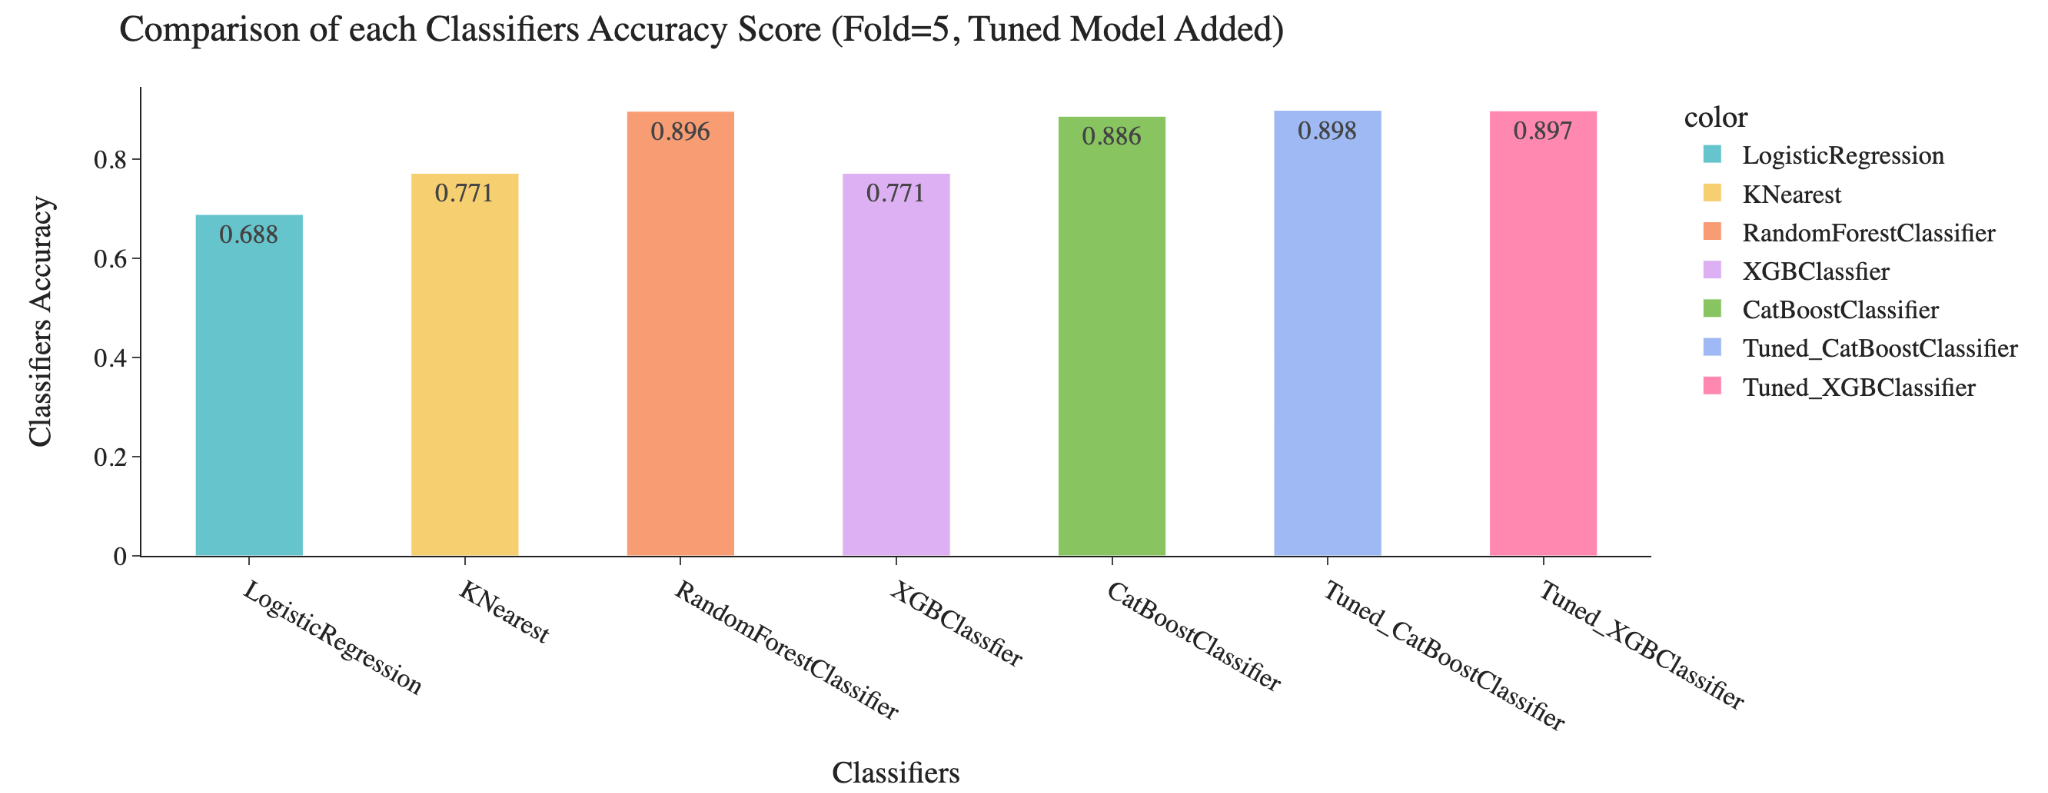 Comparison of each Classifiers Accuracy Score (Fold=5, Tuned Model Added)
Classifiers Accuracy
0.8
0.6
0.4
0.2
0
0.688
0.771
0.896
0.771
0.886
0.898
0.897
LogisticRegression
KNearest
RandomForestClassifier
XGBClassfier
CatBoostClassifier
Tuned_CatBoostClassifier
Tuned_XGBClassifier
Classifiers
color
LogisticRegression
KNearest
RandomForestClassifier
XGBClassfier
CatBoostClassifier
Tuned_CatBoostClassifier
Tuned_XGBClassifier